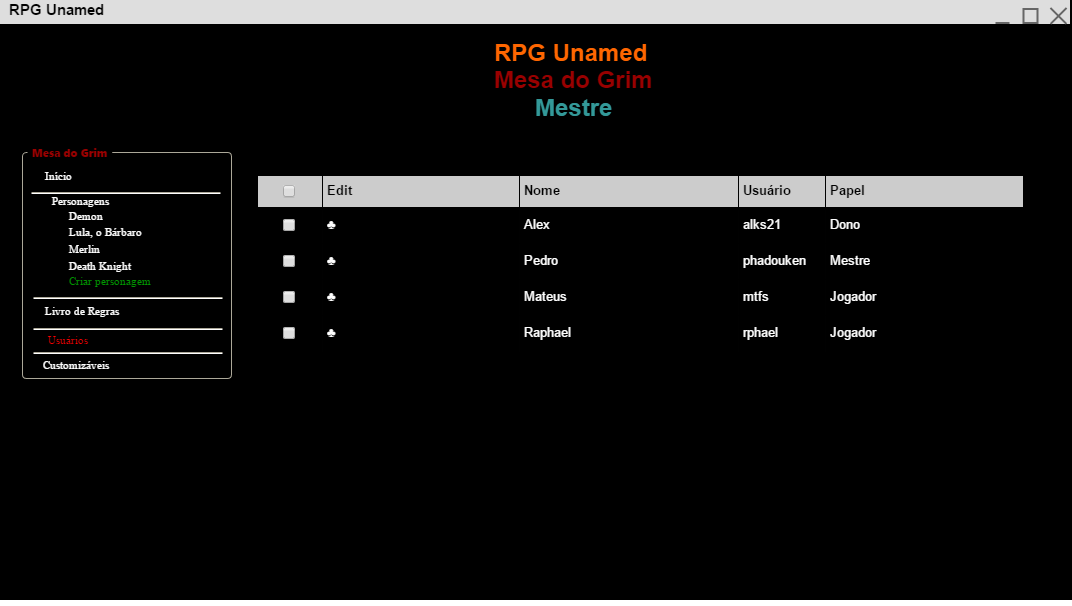 RPG Unamed
RPG Unamed
Mesa do Grim
Mestre
Mesa do Grim
Início
Personagens
Demon
Lula, o Bárbaro
Merlin
Death Knight
Criar personagem
Livro de Regras
Usuários
Customizáveis
Edit Nome Usuário Papel
♣ Alex alks21 Dono
♣ Pedro phadouken Mestre
♣ Mateus mtfs Jogador
♣ Raphael rphael Jogador